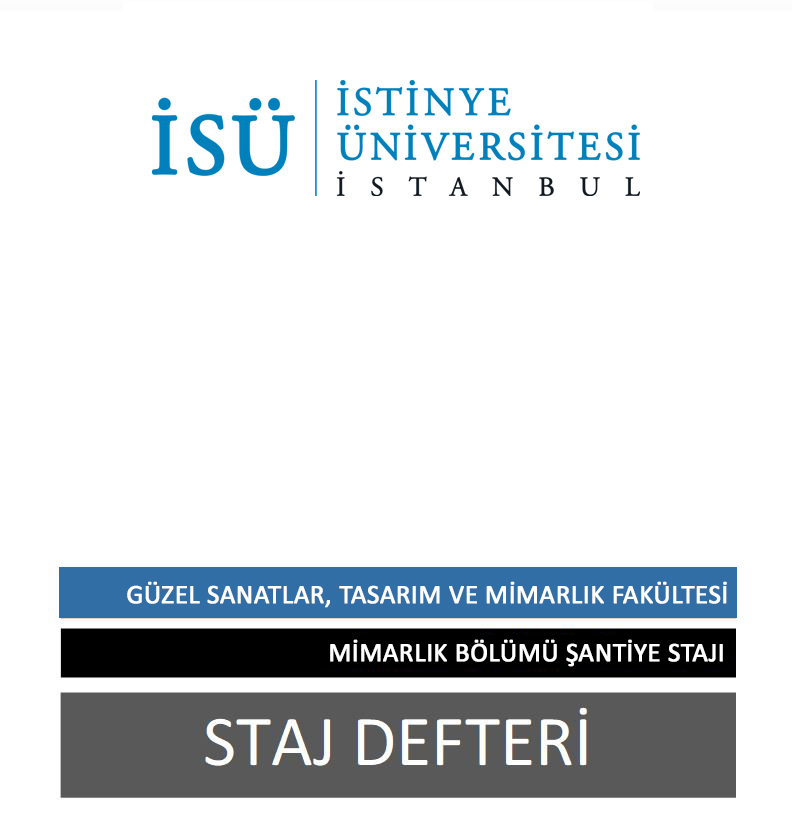 İSÜ
İSTİNYE
ÜNİVERSİTESİ
İSTANBUL
GÜZEL SANATLAR, TASARIM VE MİMARLIK FAKÜLTESİ
MİMARLIK BÖLÜMÜ ŞANTİYE STAJI
STAJ DEFTERİ